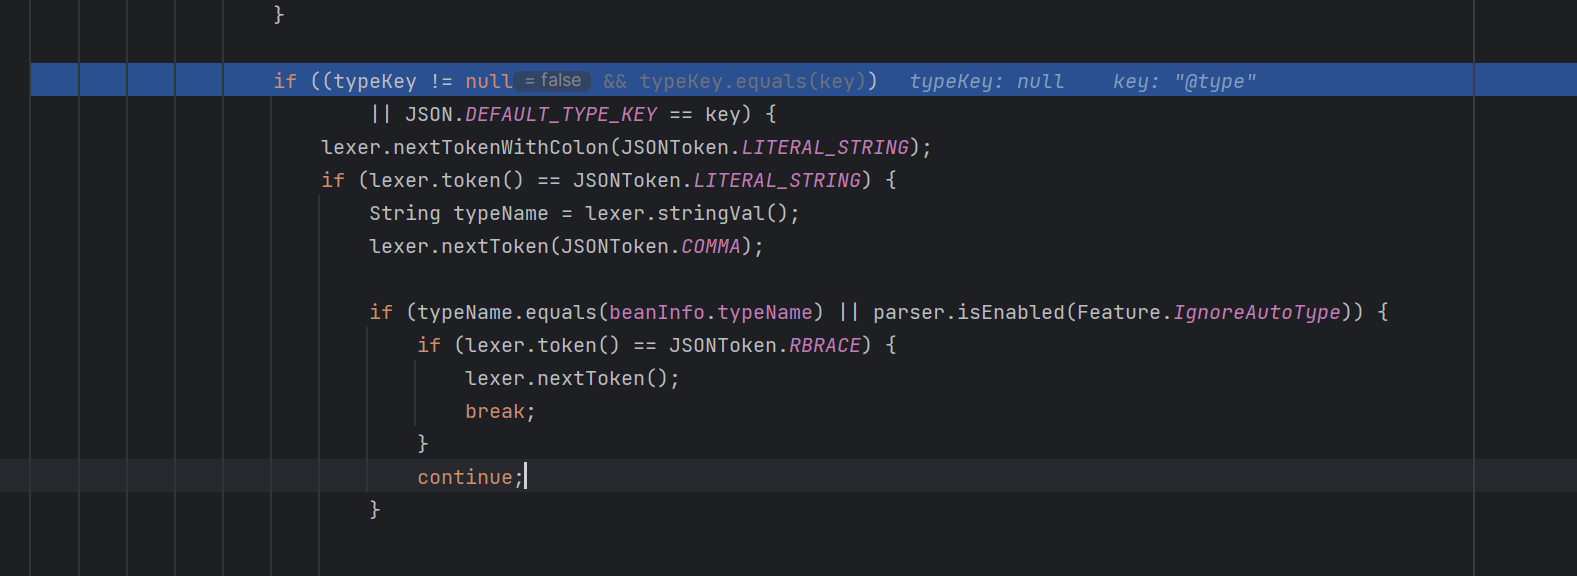 }
if ((typeKey != null = false && typeKey.equals(key)) typeKey: null key: "@type"
|| JSON.DEFAULT_TYPE_KEY == key) {
lexer.nextTokenWithColon(JSONToken.LITERAL_STRING);
if (lexer.token() == JSONToken.LITERAL_STRING) {
String typeName = lexer.stringVal();
lexer.nextToken(JSONToken.COMMA);
if (typeName.equals(beanInfo.typeName) || parser.isEnabled(Feature.IgnoreAutoType)) {
if (lexer.token() == JSONToken.RBRACE) {
lexer.nextToken();
break;
}
continue;
}